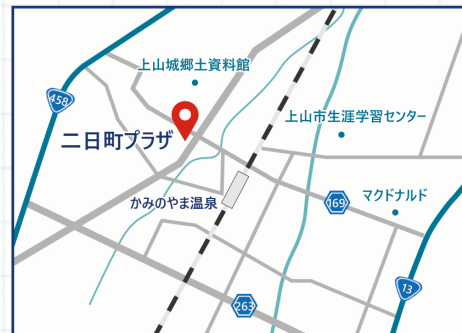 上山城郷土資料館
458
上山市生涯学習センター
二日町プラザ
かみのやま温泉
169
マクドナルド
13
263